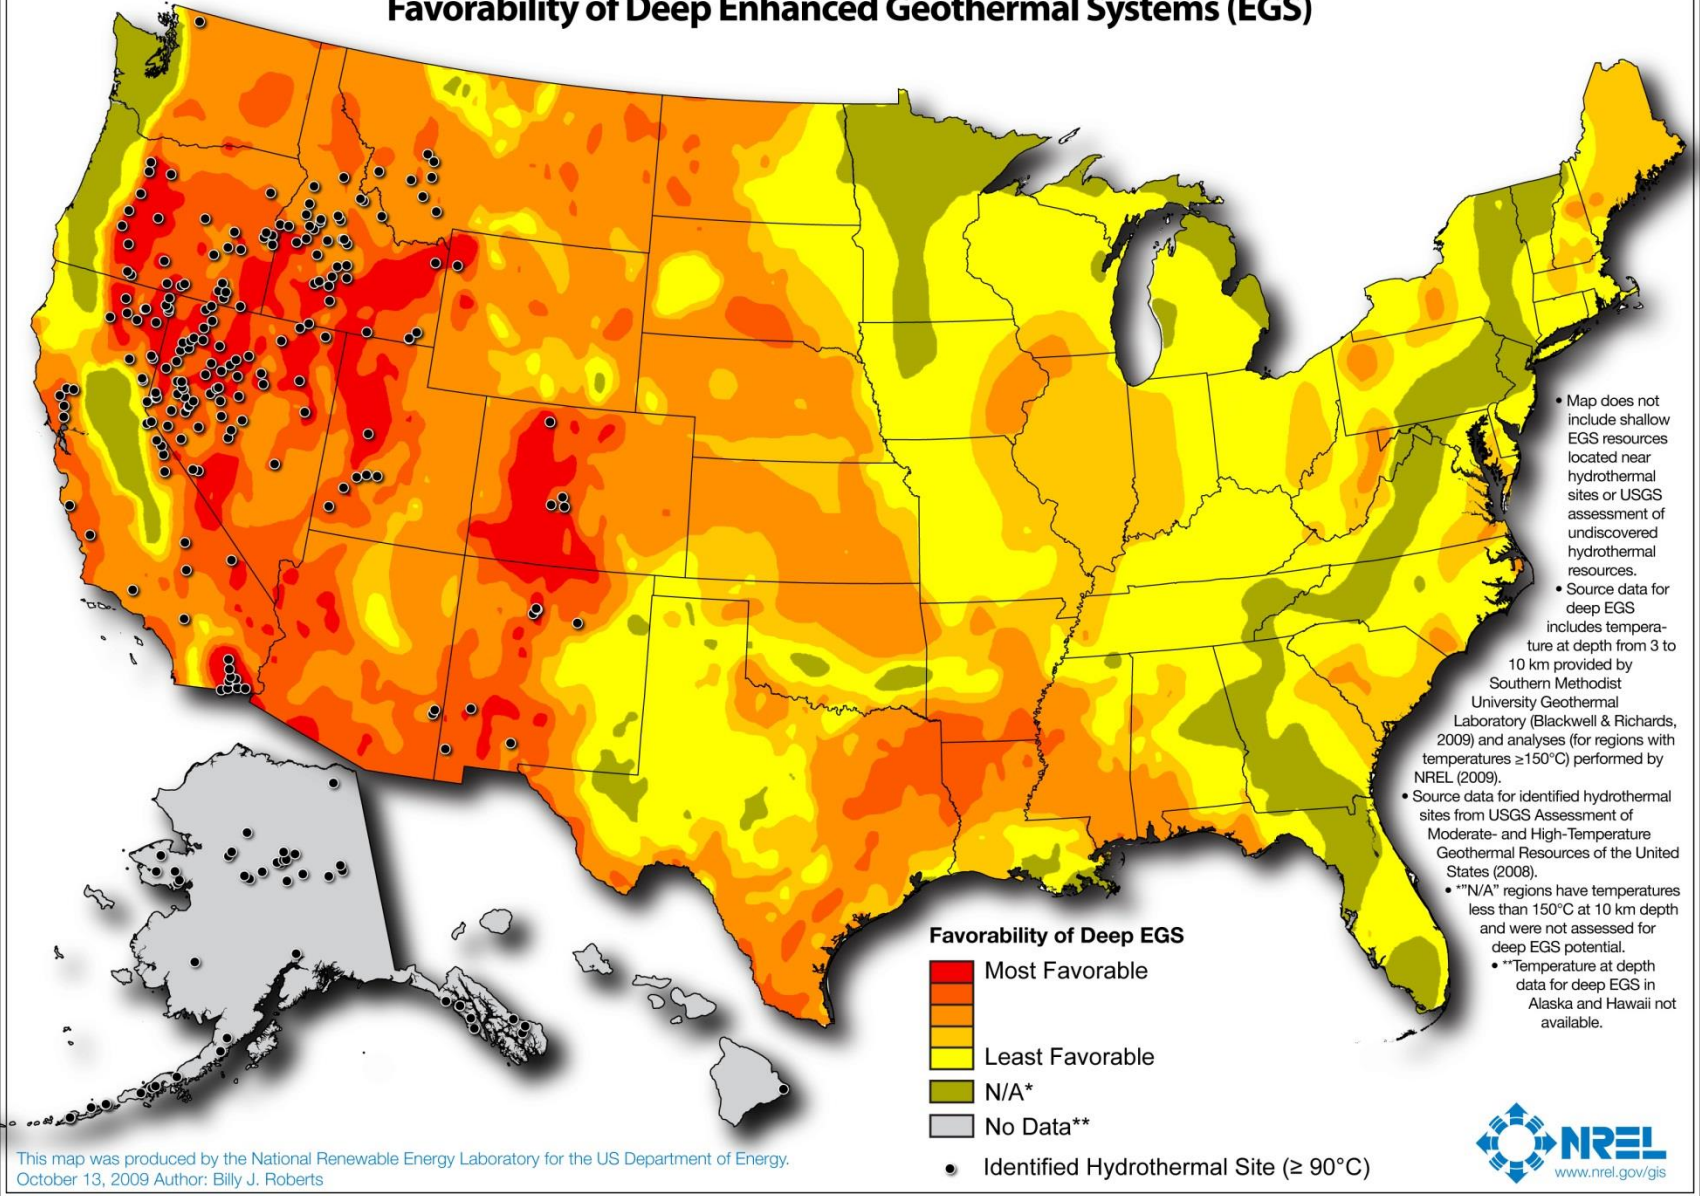 Favorability of Deep Enhanced Geothermal Systems (EGS)
• Map does not
include shallow
EGS resources
located near
hydrothermal
sites or USGS
assessment of
undiscovered
hydrothermal
resources.
• Source data for
deep EGS
includes tempera-
ture at depth from 3 to
10 km provided by
Southern Methodist
University Geothermal
Laboratory (Blackwell & Richards,
2009) and analyses (for regions with
temperatures ≥150°C) performed by
NREL (2009).
• Source data for identified hydrothermal
sites from USGS Assessment of
Moderate- and High-Temperature
Geothermal Resources of the United
States (2008).
• *"N/A" regions have temperatures
less than 150°C at 10 km depth
and were not assessed for
deep EGS potential.
• **Temperature at depth
data for deep EGS in
Alaska and Hawaii not
available.
Favorability of Deep EGS
Most Favorable
Least Favorable
N/A*
No Data**
Identified Hydrothermal Site (≥ 90°C)
This map was produced by the National Renewable Energy Laboratory for the US Department of Energy.
October 13, 2009 Author: Billy J. Roberts
NREL
www.nrel.gov/gis